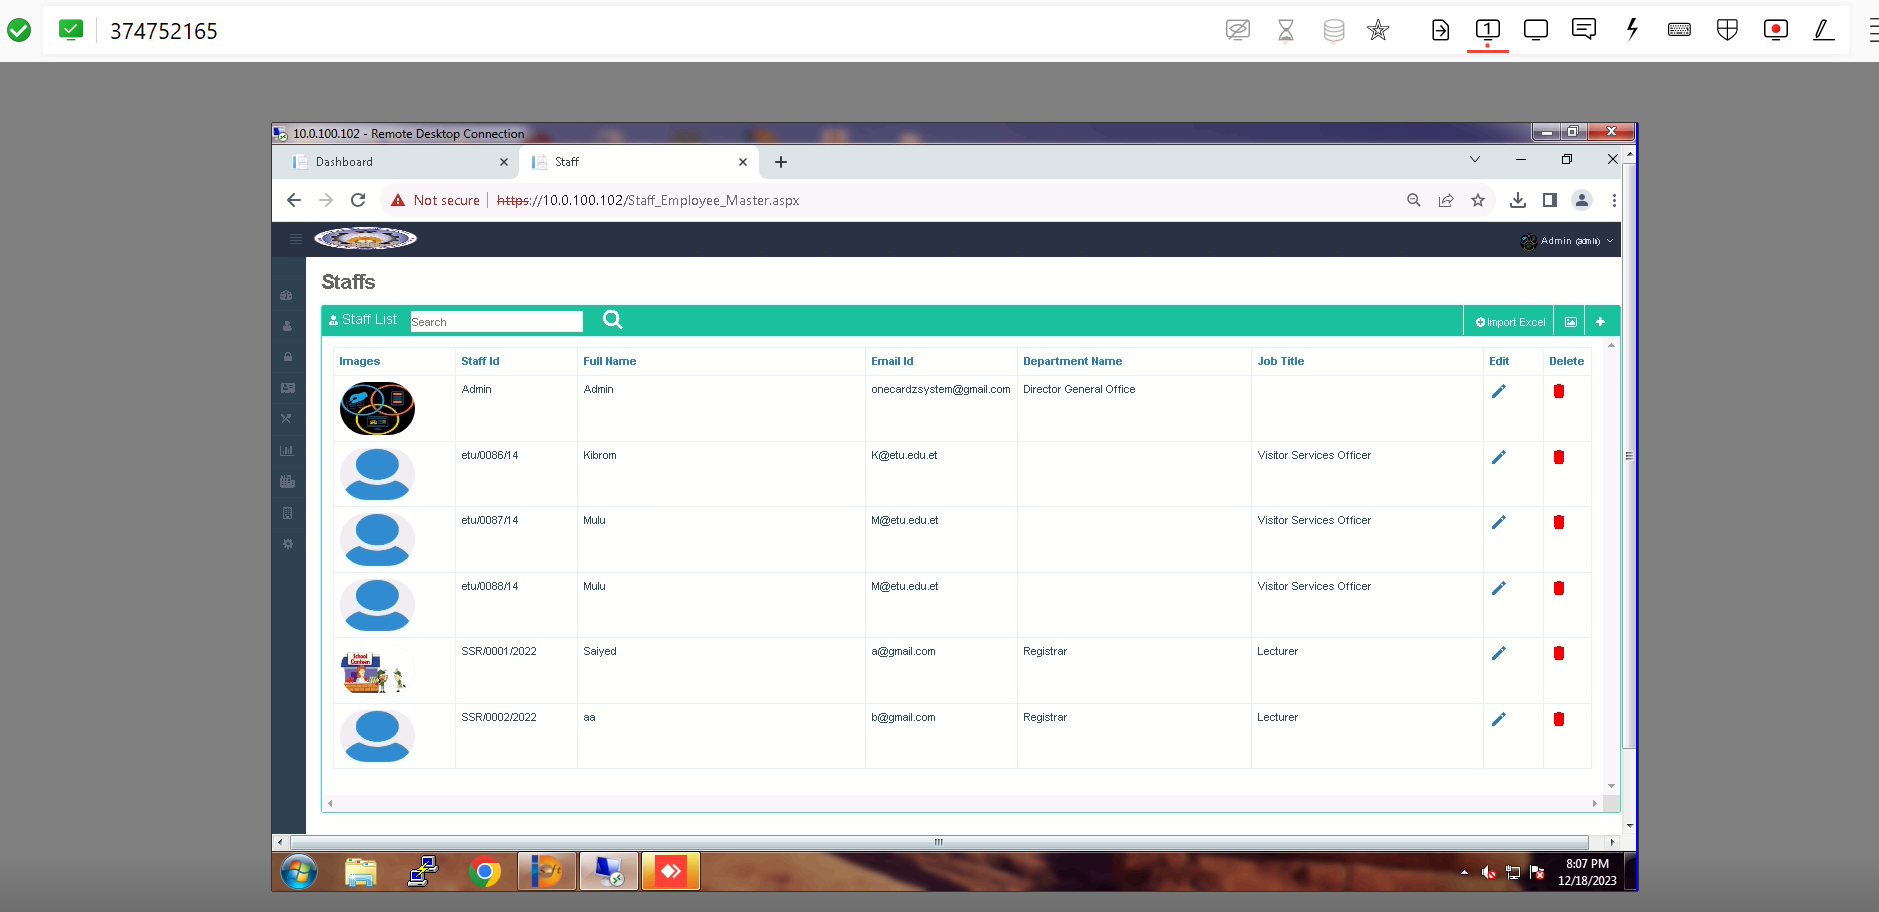 374752165
10.0.100.102 - Remote Desktop Connection
Dashboard
Staff
Not secure
https://10.0.100.102/Staff_Employee_Master.aspx
Admin (admin)
Staffs
Staff List Search
Import Excel
Images Staff Id Full Name Email Id Department Name Job Title Edit Delete
Admin Admin onecardzsystem@gmail.com Director General Office
etu/0086/14 Kibrom K@etu.edu.et Visitor Services Officer
etu/0087/14 Mulu M@etu.edu.et Visitor Services Officer
etu/0088/14 Mulu M@etu.edu.et Visitor Services Officer
School
Canteen
SSR/0001/2022 Saiyed a@gmail.com Registrar Lecturer
SSR/0002/2022 aa b@gmail.com Registrar Lecturer
8:07 PM
12/18/2023